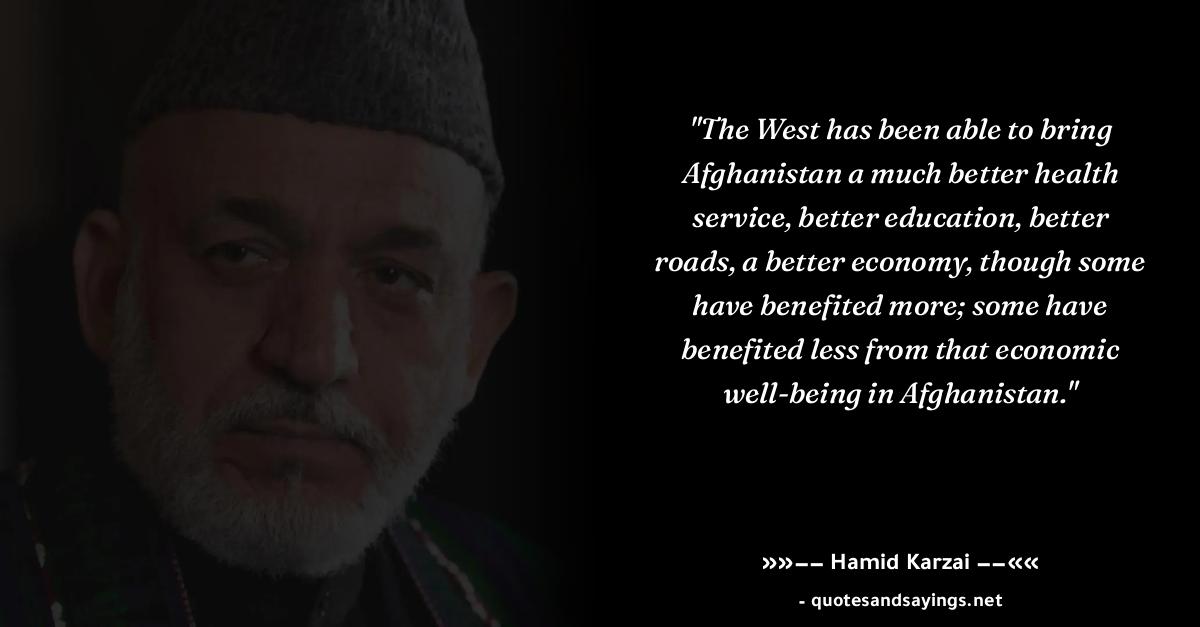 "The West has been able to bring
Afghanistan a much better health
service, better education, better
roads, a better economy, though some
have benefited more; some have
benefited less from that economic
well-being in Afghanistan."
»»−− Hamid Karzai −−««
- quotesandsayings.net